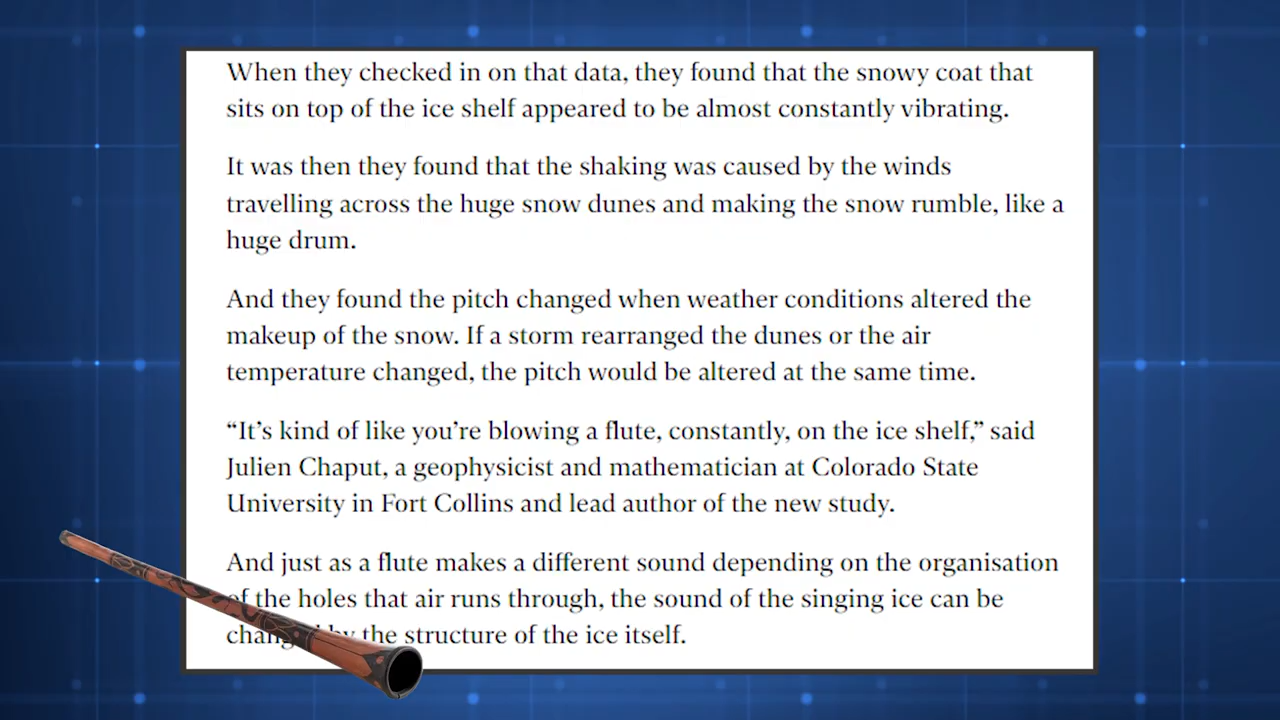 When they checked in on that data, they found that the snowy coat that
sits on top of the ice shelf appeared to be almost constantly vibrating.
It was then they found that the shaking was caused by the winds
travelling across the huge snow dunes and making the snow rumble, like a
huge drum.
And they found the pitch changed when weather conditions altered the
makeup of the snow. If a storm rearranged the dunes or the air
temperature changed, the pitch would be altered at the same time.
“It’s kind of like you’re blowing a flute, constantly, on the ice shelf,” said
Julien Chaput, a geophysicist and mathematician at Colorado State
University in Fort Collins and lead author of the new study.
And just as a flute makes a different sound depending on the organisation
of the holes that air runs through, the sound of the singing ice can be
changed by the structure of the ice itself.